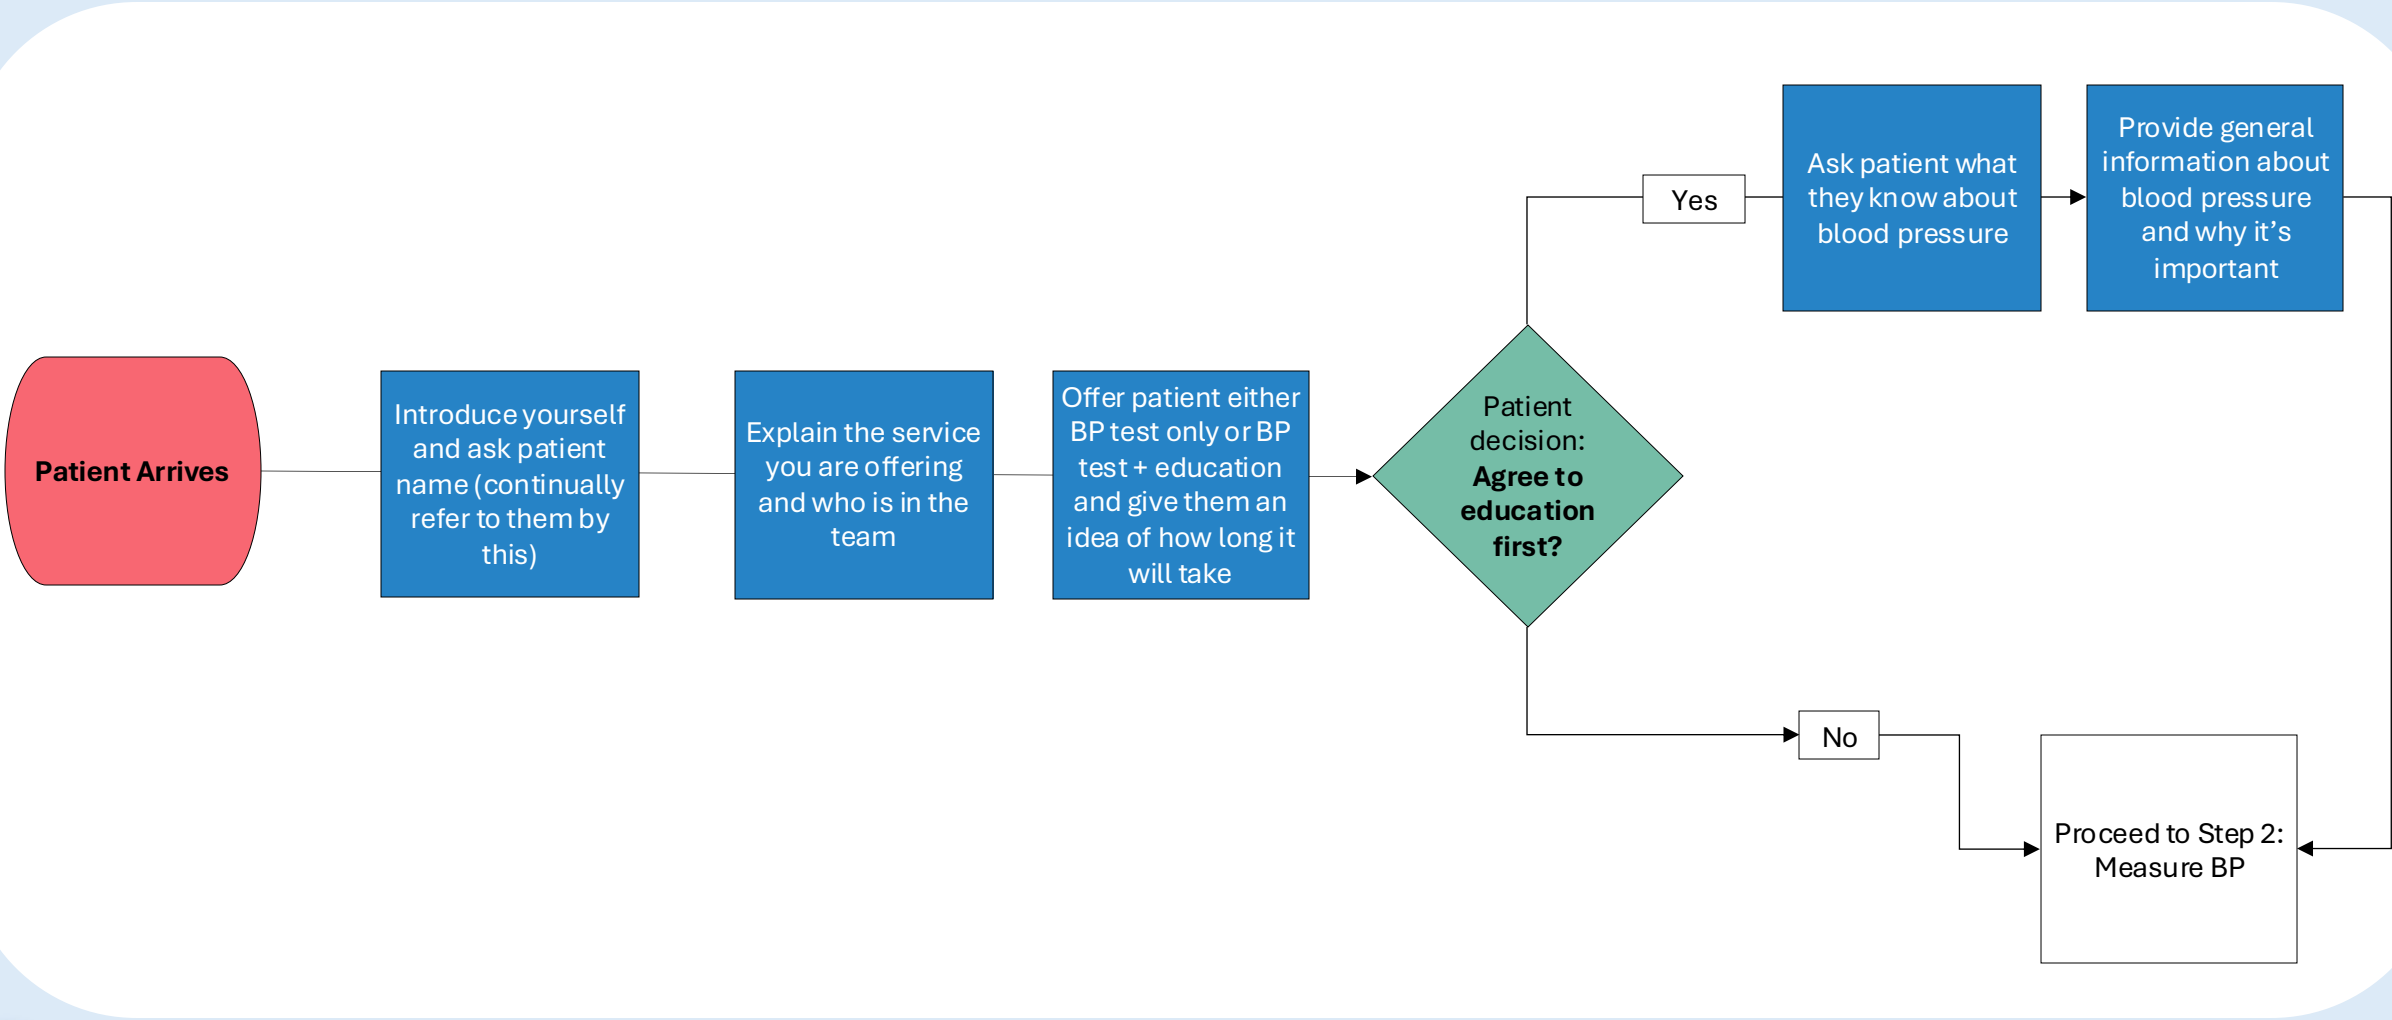 Patient Arrives
Introduce yourself
and ask patient
name (continually
refer to them by
this)
Explain the service
you are offering
and who is in the
team
Offer patient either
BP test only or BP
test + education
and give them an
idea of how long it
will take
Patient
decision:
Agree to
education
first?
Yes
Ask patient what
they know about
blood pressure
Provide general
information about
blood pressure
and why it’s
important
No
Proceed to Step 2:
Measure BP